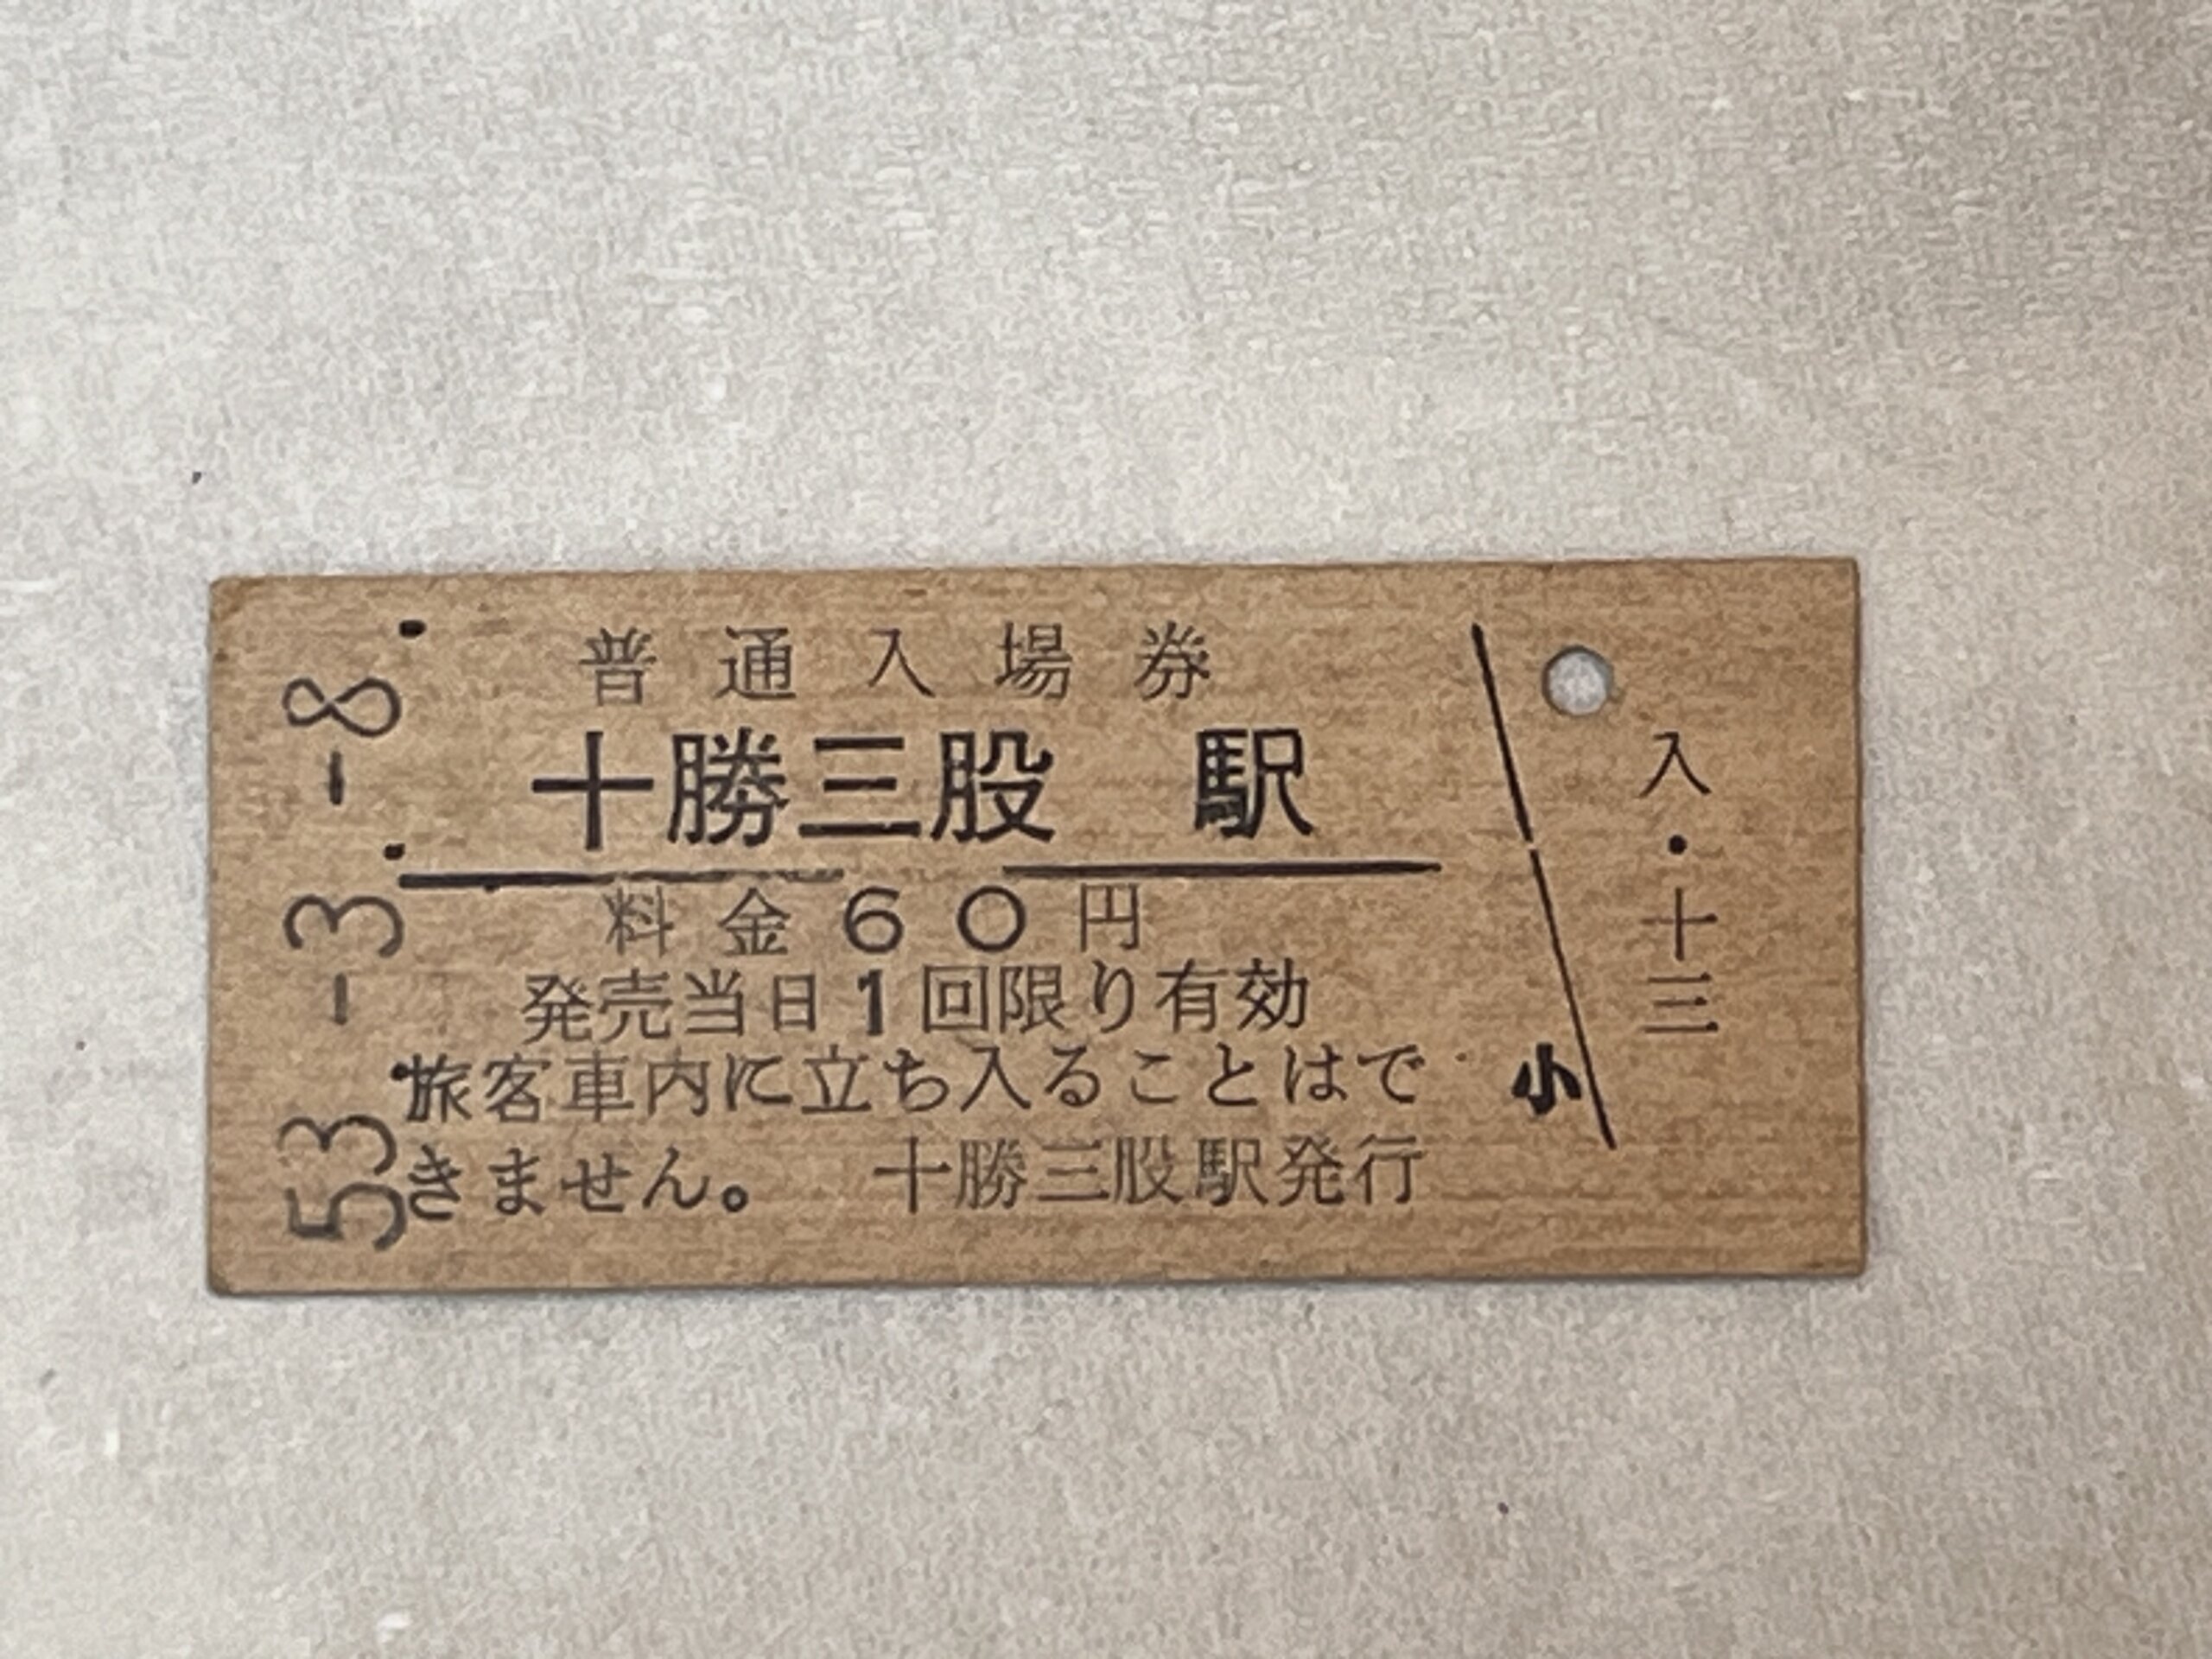 53.-3.-8.
普通入場券
十勝三股 駅
料金60円
発売当日1回限り有効
旅客車内に立ち入ることはで
きません。 十勝三股駅発行
小
入・十三